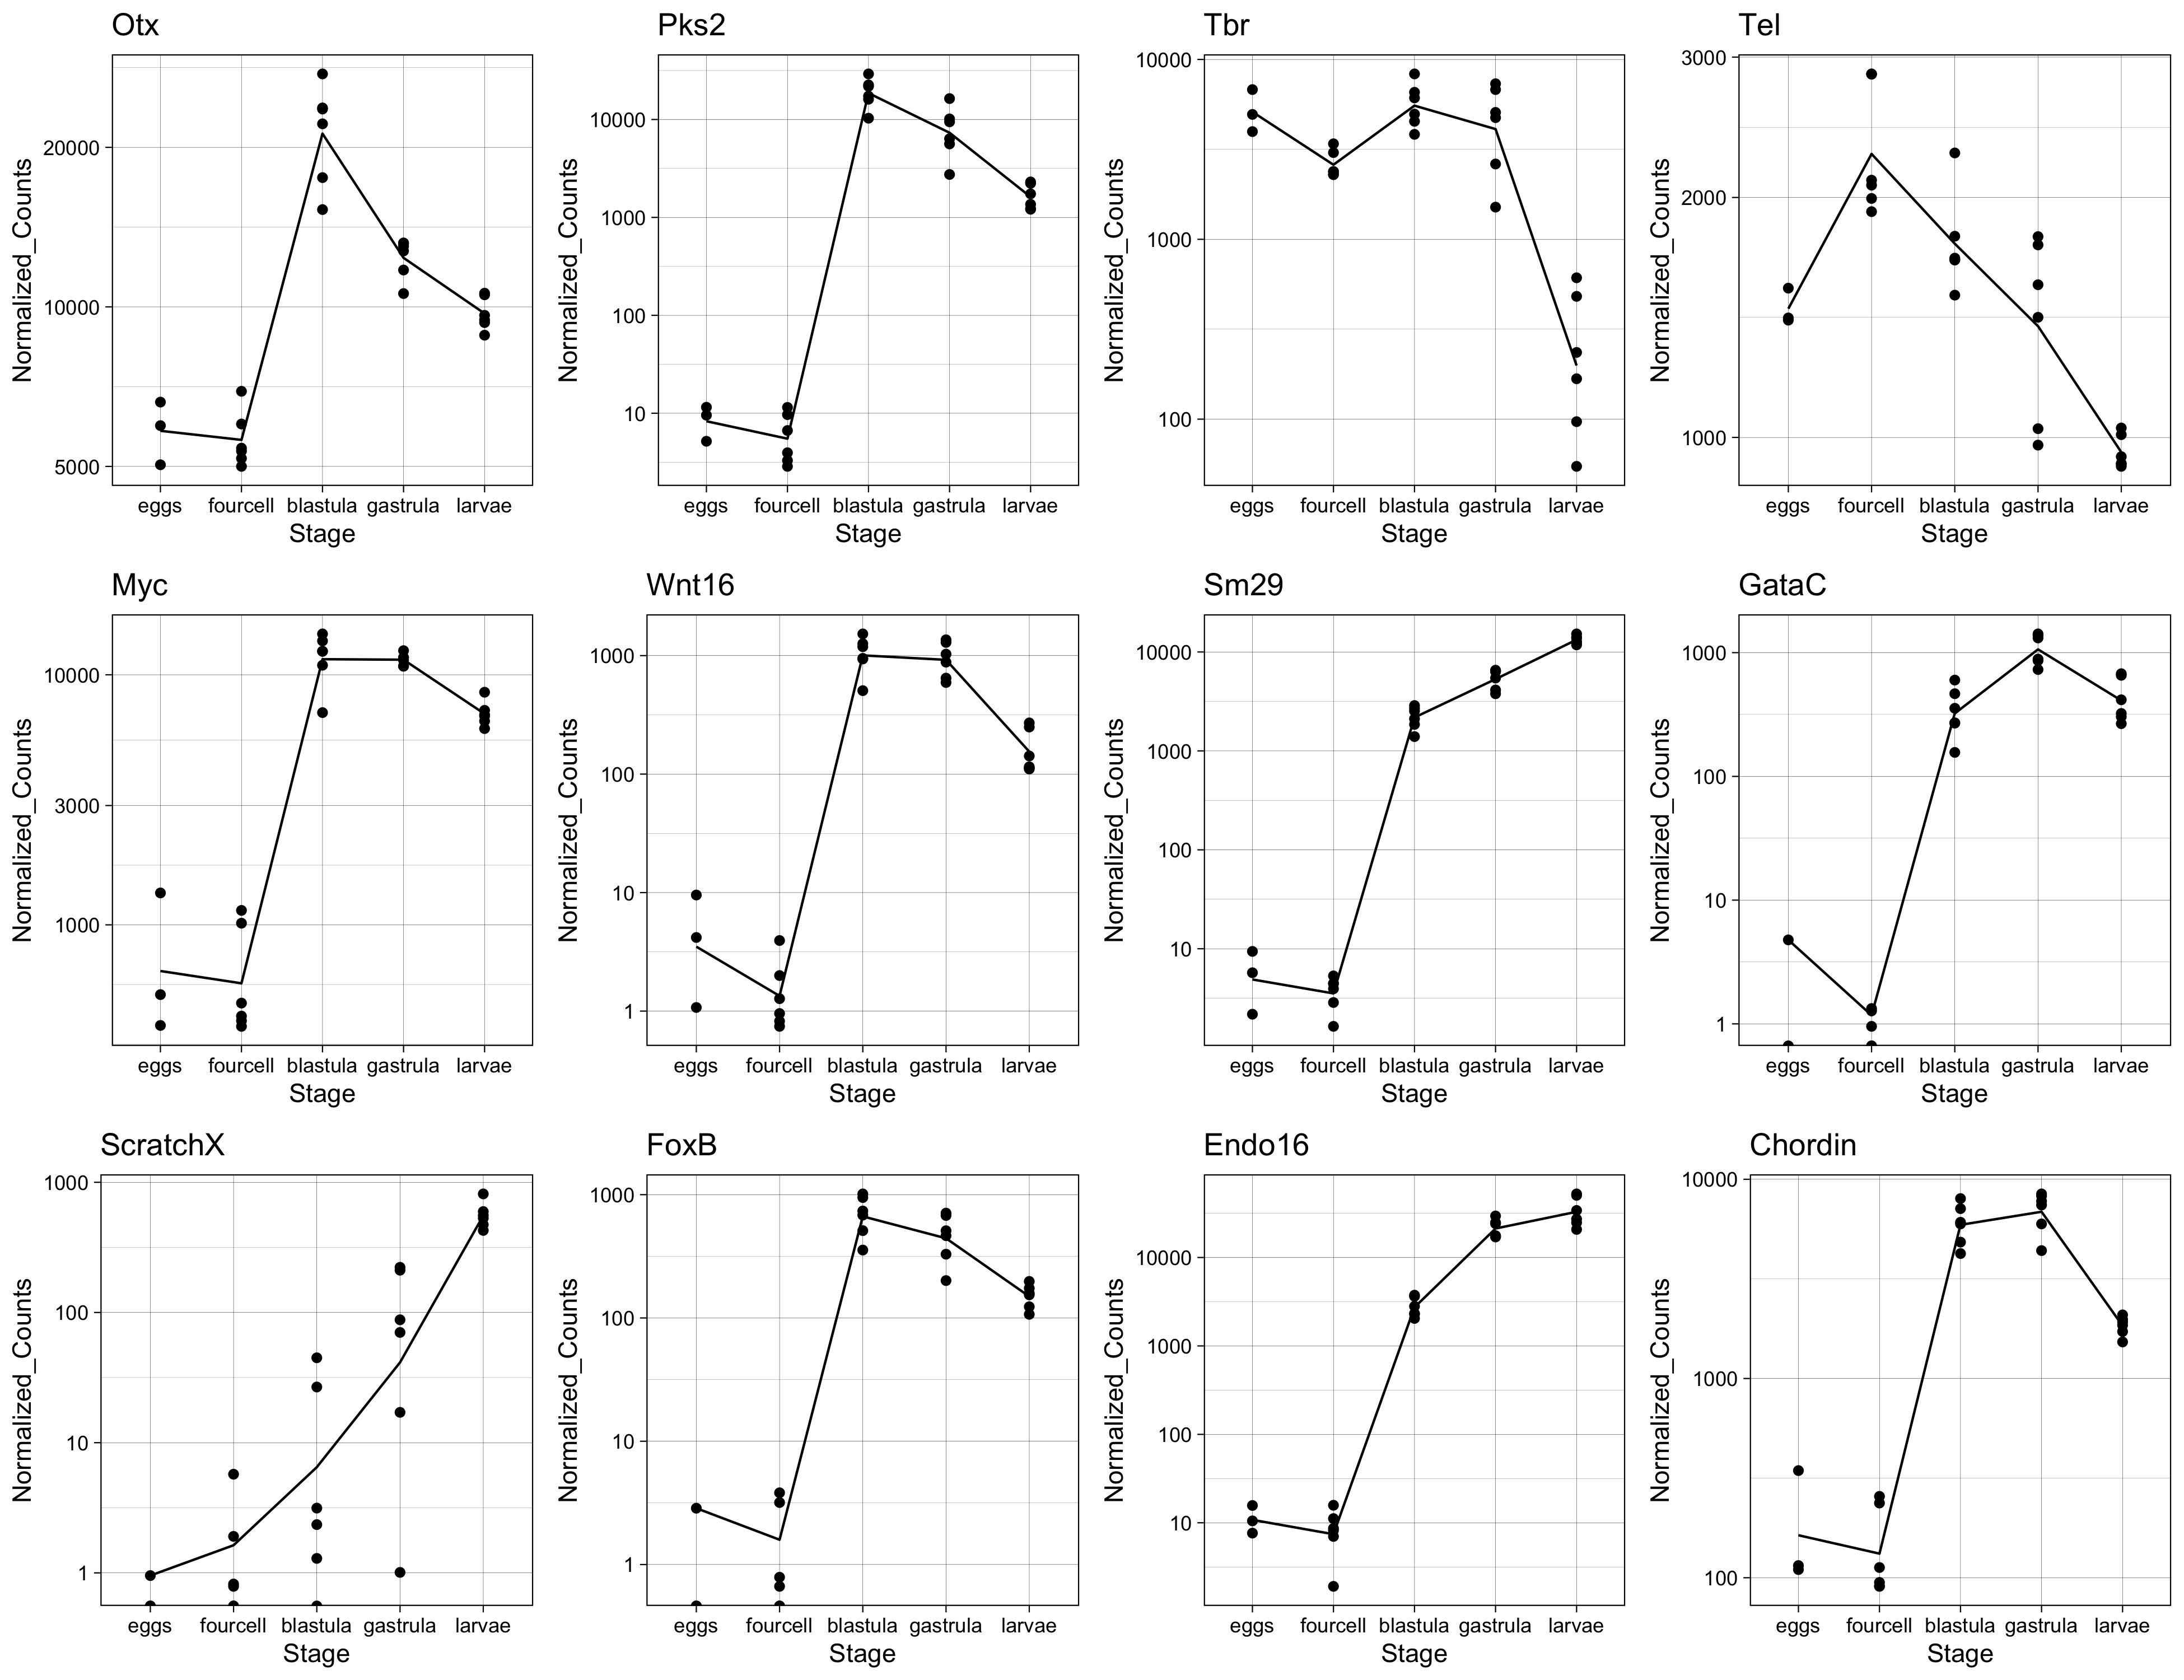 Otx
Normalized_Counts
20000
10000
5000
eggs fourcell blastula gastrula larvae
Stage
Pks2
Normalized_Counts
10000
1000
100
10
eggs fourcell blastula gastrula larvae
Stage
Tbr
Normalized_Counts
10000
1000
100
eggs fourcell blastula gastrula larvae
Stage
Tel
Normalized_Counts
3000
2000
1000
eggs fourcell blastula gastrula larvae
Stage
Myc
Normalized_Counts
10000
3000
1000
eggs fourcell blastula gastrula larvae
Stage
Wnt16
Normalized_Counts
1000
100
10
1
eggs fourcell blastula gastrula larvae
Stage
Sm29
Normalized_Counts
10000
1000
100
10
eggs fourcell blastula gastrula larvae
Stage
GataC
Normalized_Counts
1000
100
10
1
eggs fourcell blastula gastrula larvae
Stage
ScratchX
Normalized_Counts
1000
100
10
1
eggs fourcell blastula gastrula larvae
Stage
FoxB
Normalized_Counts
1000
100
10
1
eggs fourcell blastula gastrula larvae
Stage
Endo16
Normalized_Counts
10000
1000
100
10
eggs fourcell blastula gastrula larvae
Stage
Chordin
Normalized_Counts
10000
1000
100
eggs fourcell blastula gastrula larvae
Stage